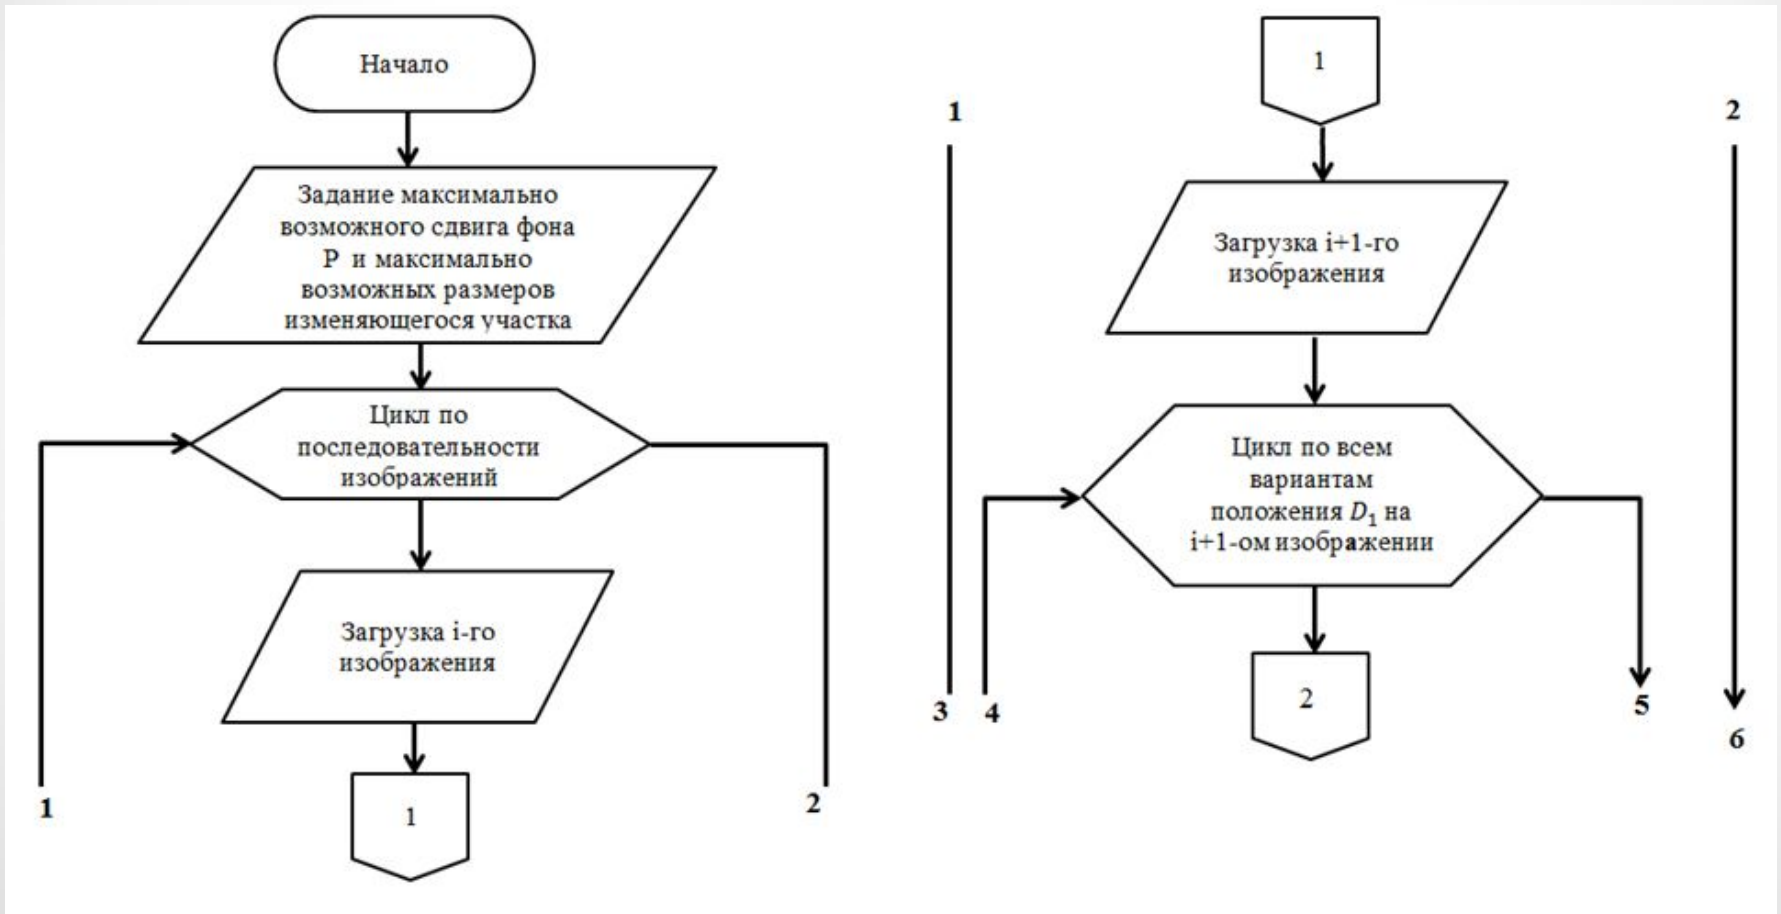 Начало
Задание максимально
возможного сдвига фона
P и максимально
возможных размеров
изменяющегося участка
Цикл по
последовательности
изображений
Загрузка i-го
изображения
1
1
2
1
1
2
Загрузка i+1-го
изображения
Цикл по всем
вариантам
положения D₁ на
i+1-ом изображении
2
3
4
5
6